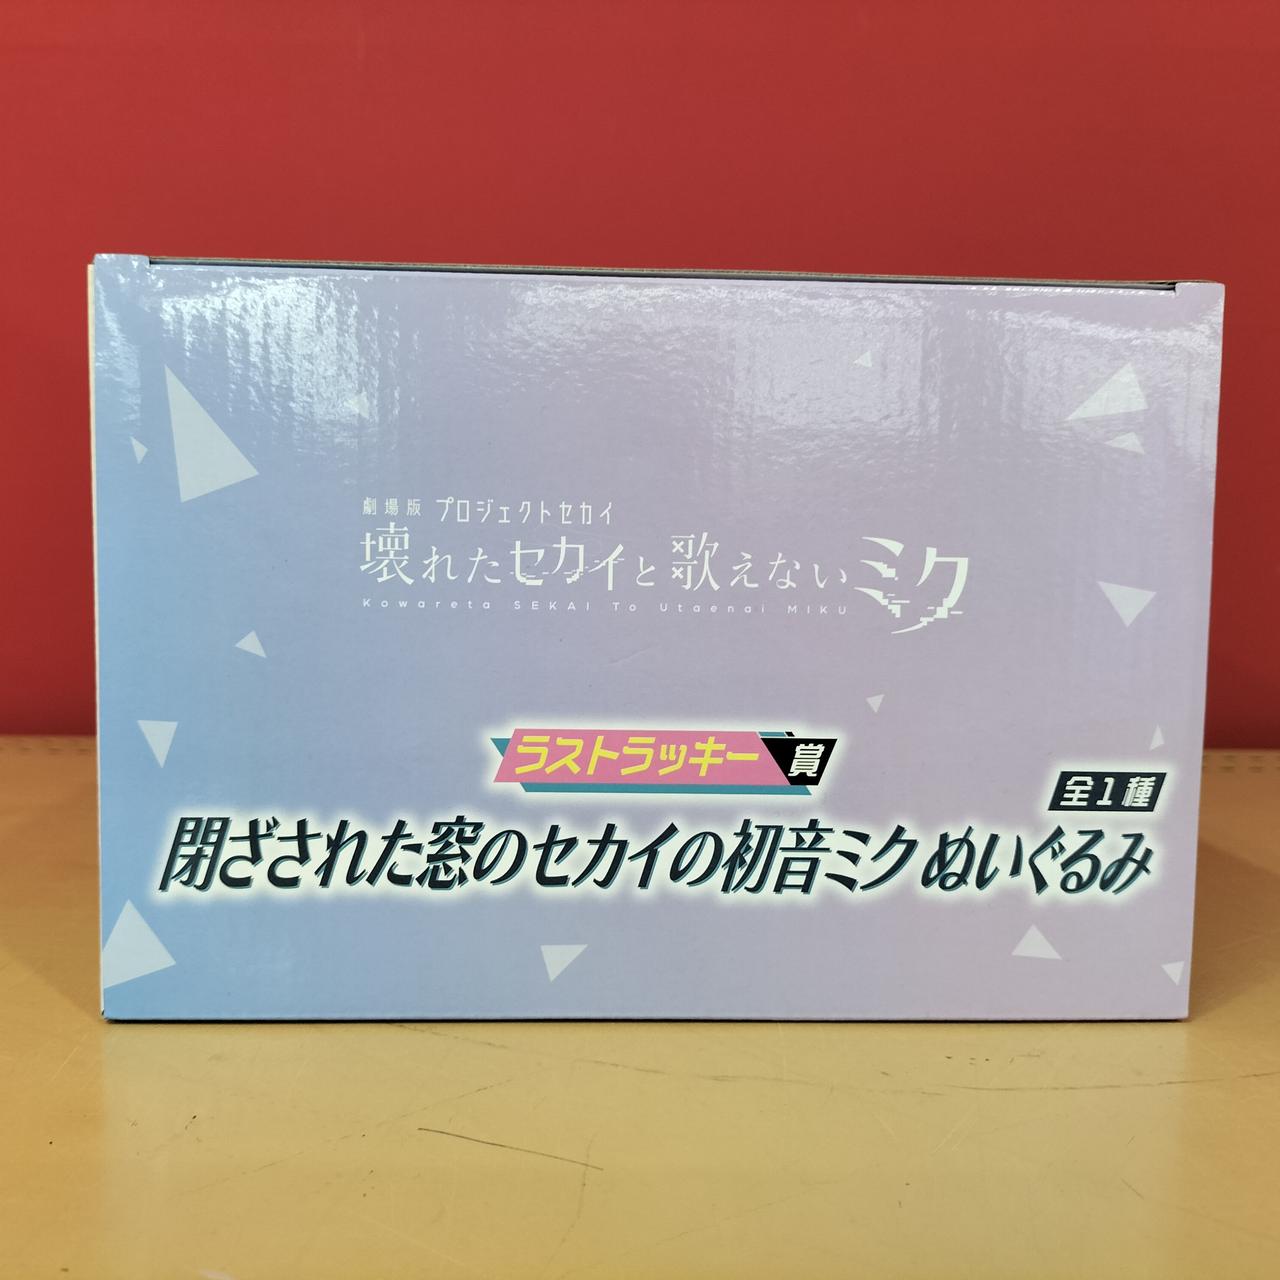 劇場版 プロジェクトセカイ
壊れたセカイと歌えないミク
Kowareta SEKAI To Utaenai MIKU
ラストラッキー賞
全1種
閉ざされた窓のセカイの初音ミク ぬいぐるみ